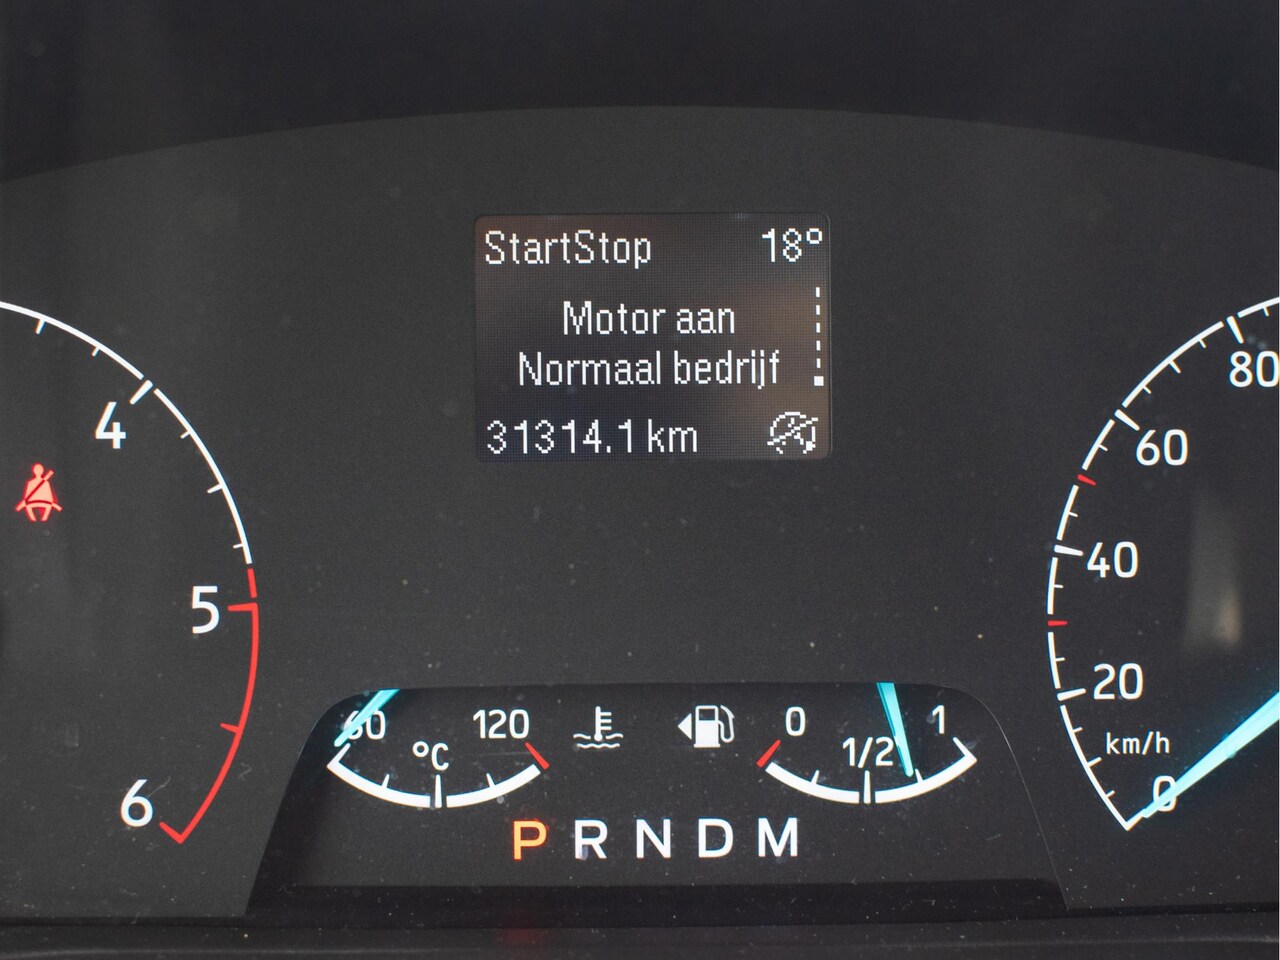 StartStop 18°
Motor aan
Normaal bedrijf
31314.1 km
4
5
6
80
60
40
20
km/h
0
60 °C 120
0 1/2 1
P R N D M